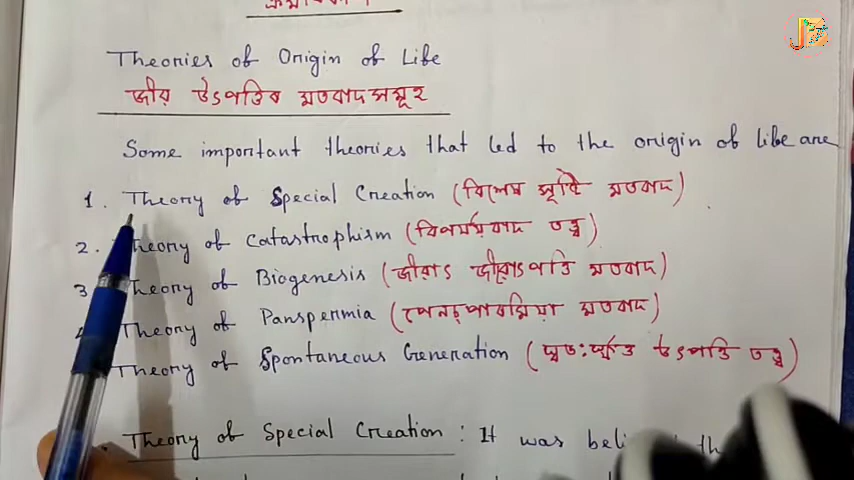 Theories of Origin of Life
জীৱ উৎপত্তিৰ মতবাদসমূহ
Some important theories that led to the origin of life are
1. Theory of Special Creation (বিশেষ সৃষ্টি মতবাদ)
2. Theory of Catastrophism (বিপৰ্যয়বাদ তত্ত্ব)
3 Theory of Biogenesis (জীৱাৎ জীৱোৎপতি মতবাদ)
Theory of Panspermia (পেনচ্পাৰমিয়া মতবাদ)
Theory of Spontaneous Generation (স্বতঃস্ফূৰ্ত উৎপত্তি তত্ত্ব)
Theory of Special Creation : It was